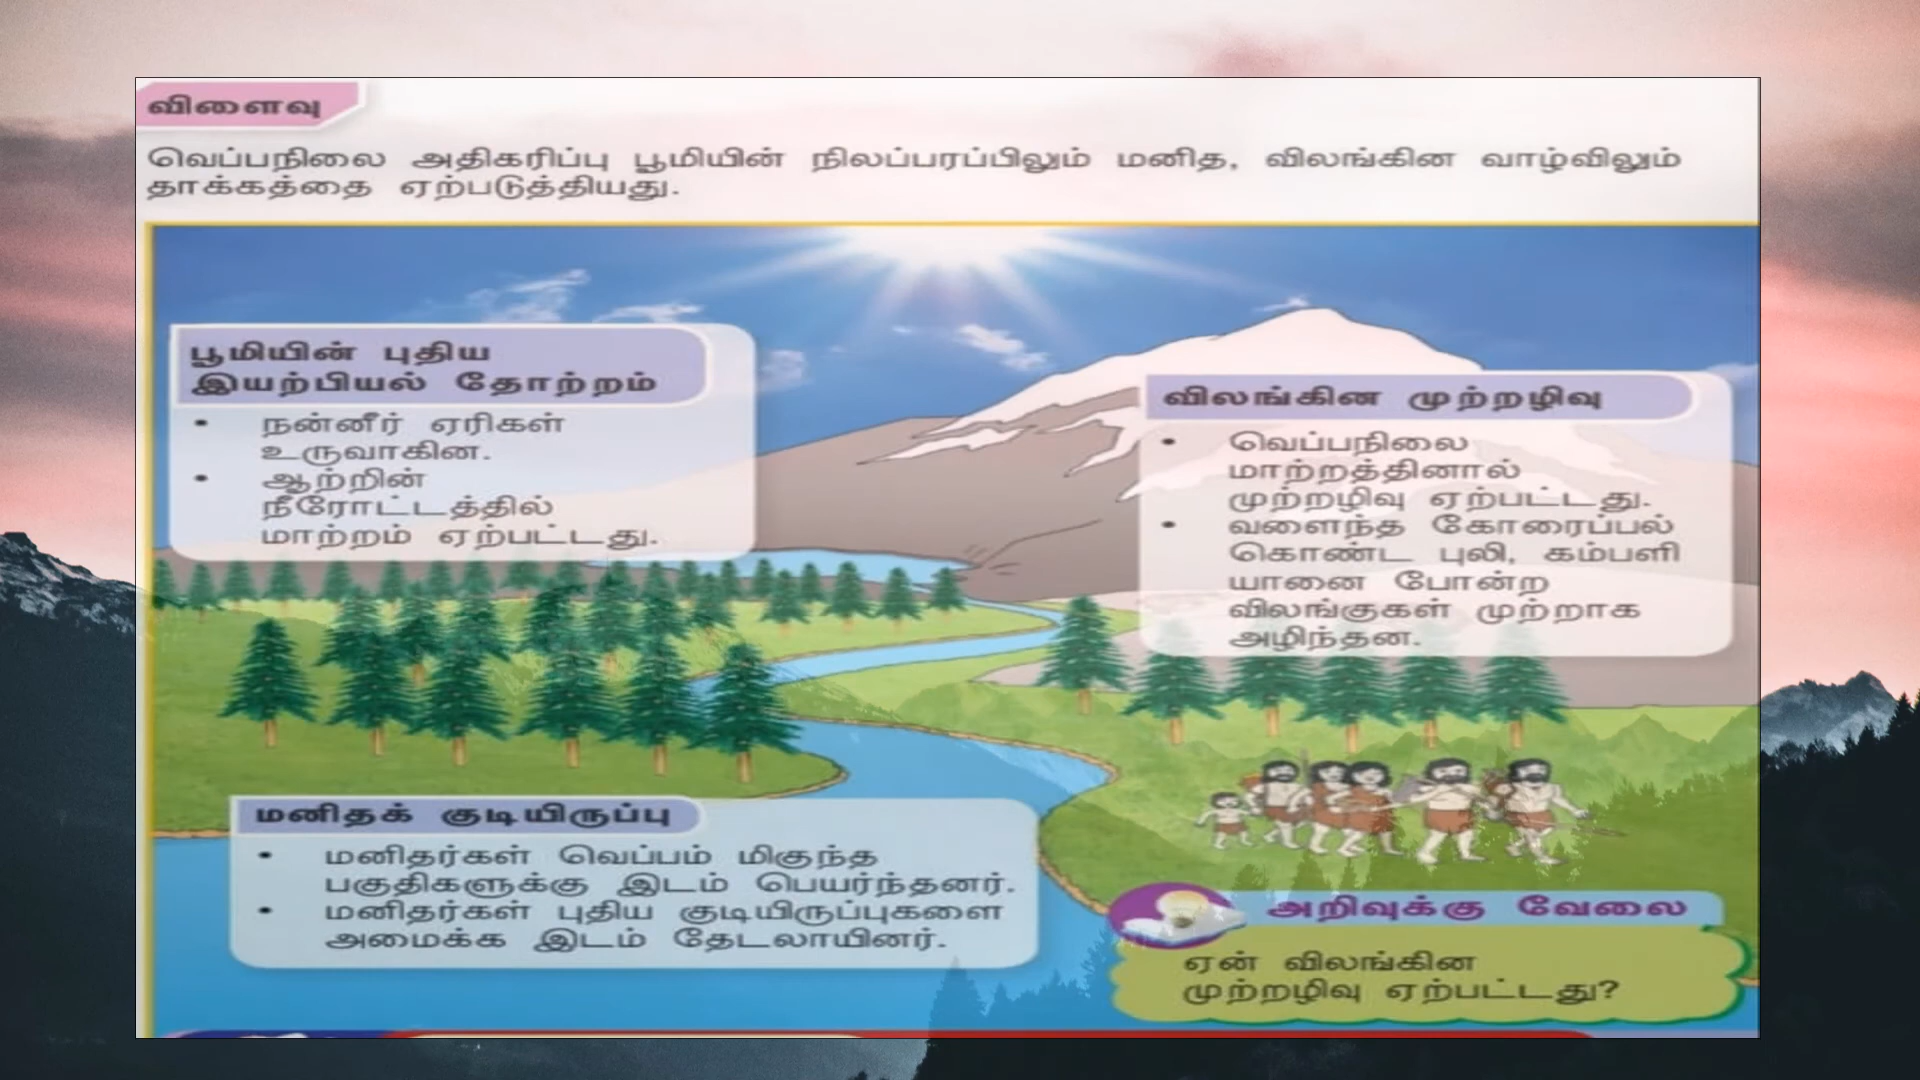 விளைவு
வெப்பநிலை அதிகரிப்பு பூமியின் நிலப்பரப்பிலும் மனித, விலங்கின வாழ்விலும்
தாக்கத்தை ஏற்படுத்தியது.
பூமியின் புதிய
இயற்பியல் தோற்றம்
• நன்னீர் ஏரிகள்
உருவாகின.
• ஆற்றின்
நீரோட்டத்தில்
மாற்றம் ஏற்பட்டது.
விலங்கின முற்றழிவு
• வெப்பநிலை
மாற்றத்தினால்
முற்றழிவு ஏற்பட்டது.
• வளைந்த கோரைப்பல்
கொண்ட புலி, கம்பளி
யானை போன்ற
விலங்குகள் முற்றாக
அழிந்தன.
மனிதக் குடியிருப்பு
• மனிதர்கள் வெப்பம் மிகுந்த
பகுதிகளுக்கு இடம் பெயர்ந்தனர்.
• மனிதர்கள் புதிய குடியிருப்புகளை
அமைக்க இடம் தேடலாயினர்.
அறிவுக்கு வேலை
ஏன் விலங்கின
முற்றழிவு ஏற்பட்டது?